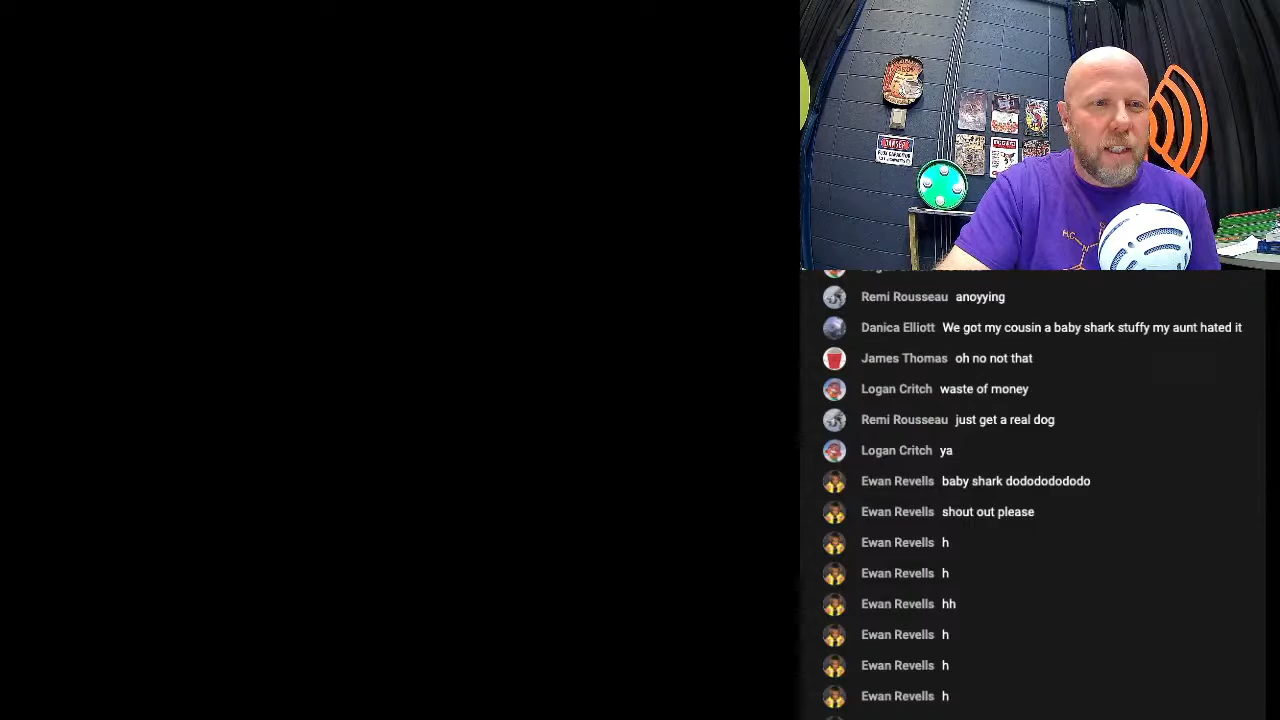 DANGER
Remi Rousseau anoyying
Danica Elliott We got my cousin a baby shark stuffy my aunt hated it
James Thomas oh no not that
Logan Critch waste of money
Remi Rousseau just get a real dog
Logan Critch ya
Ewan Revells baby shark dododododododo
Ewan Revells shout out please
Ewan Revells h
Ewan Revells h
Ewan Revells hh
Ewan Revells h
Ewan Revells h
Ewan Revells h